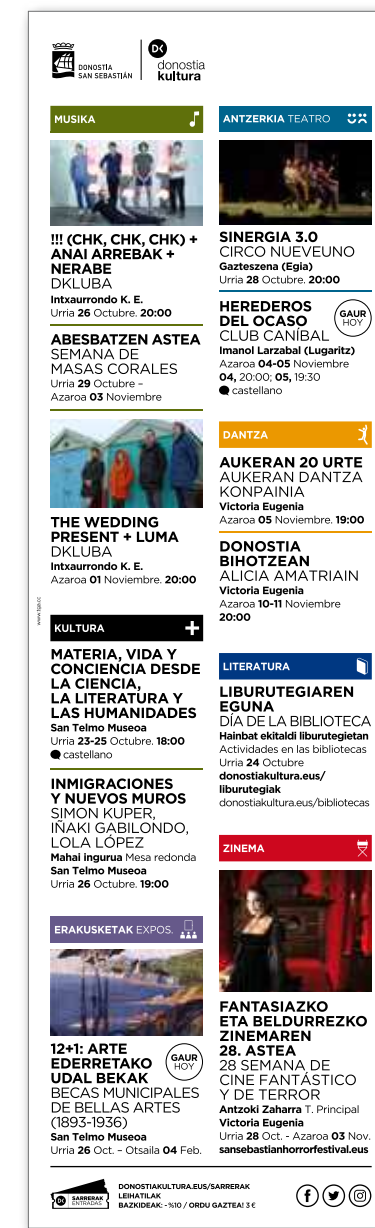 DONOSTIA
SAN SEBASTIÁN
DK
donostia
kultura
MUSIKA
!!! (CHK, CHK, CHK) +
ANAI ARREBAK +
NERABE
DKLUBA
Intxaurrondo K. E.
Urria 26 Octubre. 20:00
ABESBATZEN ASTEA
SEMANA DE
MASAS CORALES
Urria 29 Octubre –
Azaroa 03 Noviembre
THE WEDDING
PRESENT + LUMA
DKLUBA
Intxaurrondo K. E.
Azaroa 01 Noviembre. 20:00
KULTURA
MATERIA, VIDA Y
CONCIENCIA DESDE
LA CIENCIA,
LA LITERATURA Y
LAS HUMANIDADES
San Telmo Museoa
Urria 23-25 Octubre. 18:00
castellano
INMIGRACIONES
Y NUEVOS MUROS
SIMON KUPER,
IÑAKI GABILONDO,
LOLA LÓPEZ
Mahai ingurua Mesa redonda
San Telmo Museoa
Urria 26 Octubre. 19:00
ERAKUSKETAK EXPOS.
12+1: ARTE
EDERRETAKO
UDAL BEKAK
GAUR
HOY
BECAS MUNICIPALES
DE BELLAS ARTES
(1893-1936)
San Telmo Museoa
Urria 26 Oct. – Otsaila 04 Feb.
ANTZERKIA TEATRO
SINERGIA 3.0
CIRCO NUEVEUNO
Gazteszena (Egia)
Urria 28 Octubre. 20:00
HEREDEROS
DEL OCASO
GAUR
HOY
CLUB CANÍBAL
Imanol Larzabal (Lugaritz)
Azaroa 04-05 Noviembre
04, 20:00; 05, 19:30
castellano
DANTZA
AUKERAN 20 URTE
AUKERAN DANTZA
KONPAINIA
Victoria Eugenia
Azaroa 05 Noviembre. 19:00
DONOSTIA
BIHOTZEAN
ALICIA AMATRIAIN
Victoria Eugenia
Azaroa 10-11 Noviembre
20:00
LITERATURA
LIBURUTEGIAREN
EGUNA
DÍA DE LA BIBLIOTECA
Hainbat ekitaldi liburutegietan
Actividades en las bibliotecas
Urria 24 Octubre
donostiakultura.eus/
liburutegiak
donostiakultura.eus/bibliotecas
ZINEMA
FANTASIAZKO
ETA BELDURREZKO
ZINEMAREN
28. ASTEA
28 SEMANA DE
CINE FANTÁSTICO
Y DE TERROR
Antzoki Zaharra T. Principal
Victoria Eugenia
Urria 28 Oct. - Azaroa 03 Nov.
sansebastianhorrorfestival.eus
DK
SARRERAK
ENTRADAS
DONOSTIAKULTURA.EUS/SARRERAK
LEIHATILAK
BAZKIDEAK: -%10 / ORDU GAZTEA! 3 €